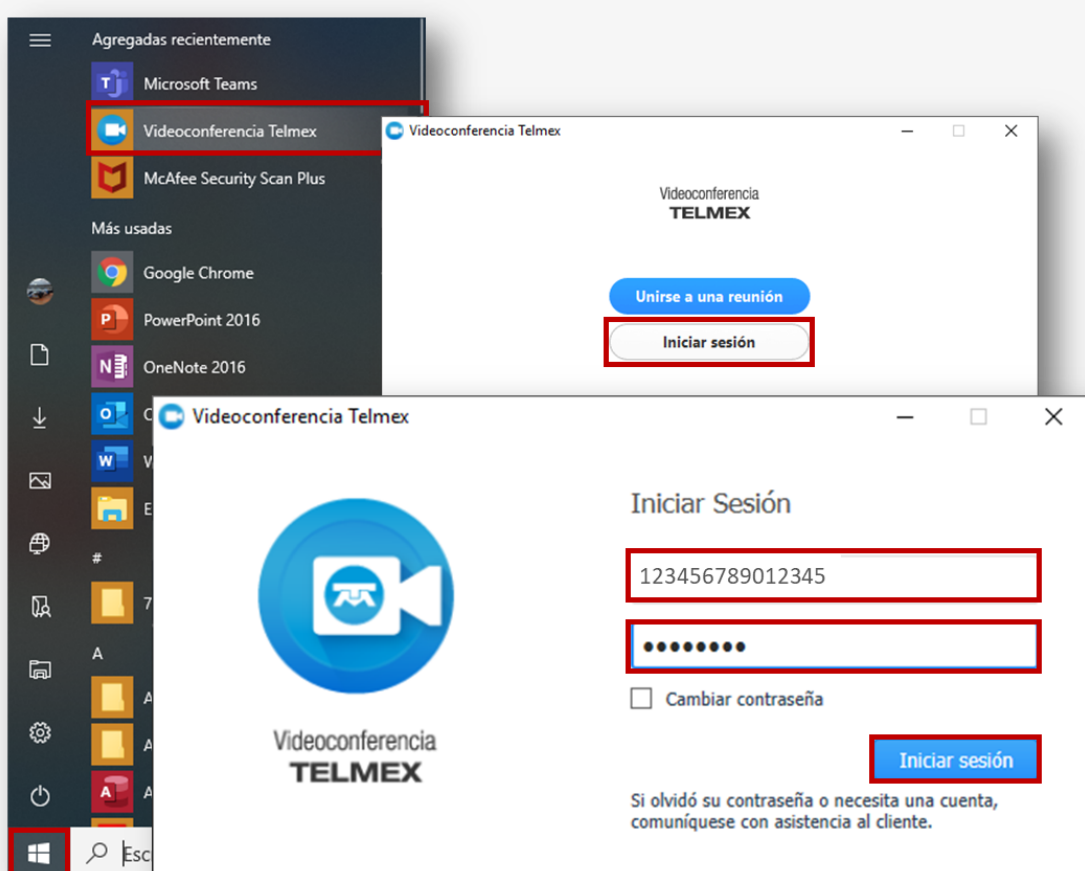 Agregadas recientemente
Microsoft Teams
Videoconferencia Telmex
McAfee Security Scan Plus
Más usadas
Google Chrome
PowerPoint 2016
OneNote 2016
#
A
Videoconferencia Telmex
Videoconferencia
TELMEX
Unirse a una reunión
Iniciar sesión
Videoconferencia Telmex
Videoconferencia
TELMEX
Iniciar Sesión
123456789012345
Cambiar contraseña
Iniciar sesión
Si olvidó su contraseña o necesita una cuenta,
comuníquese con asistencia al cliente.